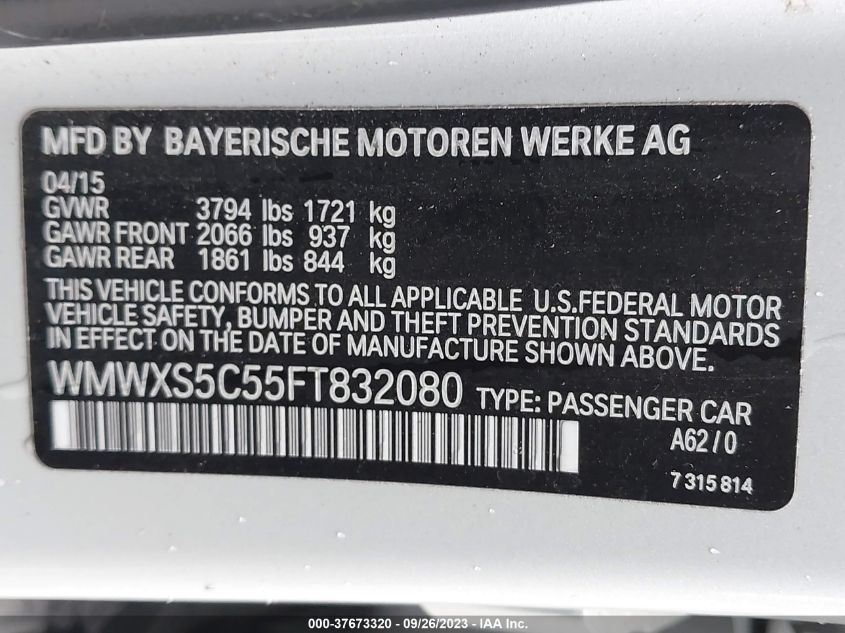 MFD BY BAYERISCHE MOTOREN WERKE AG
04/15
GVWR 3794 lbs 1721 kg
GAWR FRONT 2066 lbs 937 kg
GAWR REAR 1861 lbs 844 kg
THIS VEHICLE CONFORMS TO ALL APPLICABLE U.S.FEDERAL MOTOR
VEHICLE SAFETY, BUMPER AND THEFT PREVENTION STANDARDS
IN EFFECT ON THE DATE OF MANUFACTURE SHOWN ABOVE.
WMWXS5C55FT832080 TYPE: PASSENGER CAR
A62/0
7 315 814
000-37673320 - 09/26/2023 - IAA Inc.